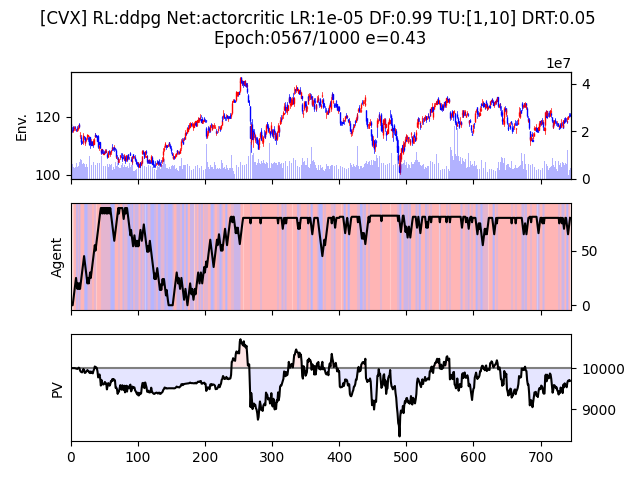 [CVX] RL:ddpg Net:actorcritic LR:1e-05 DF:0.99 TU:[1,10] DRT:0.05
Epoch:0567/1000 e=0.43
1e7
Env.
120
100
4
2
0
Agent
50
0
PV
10000
9000
0 100 200 300 400 500 600 700